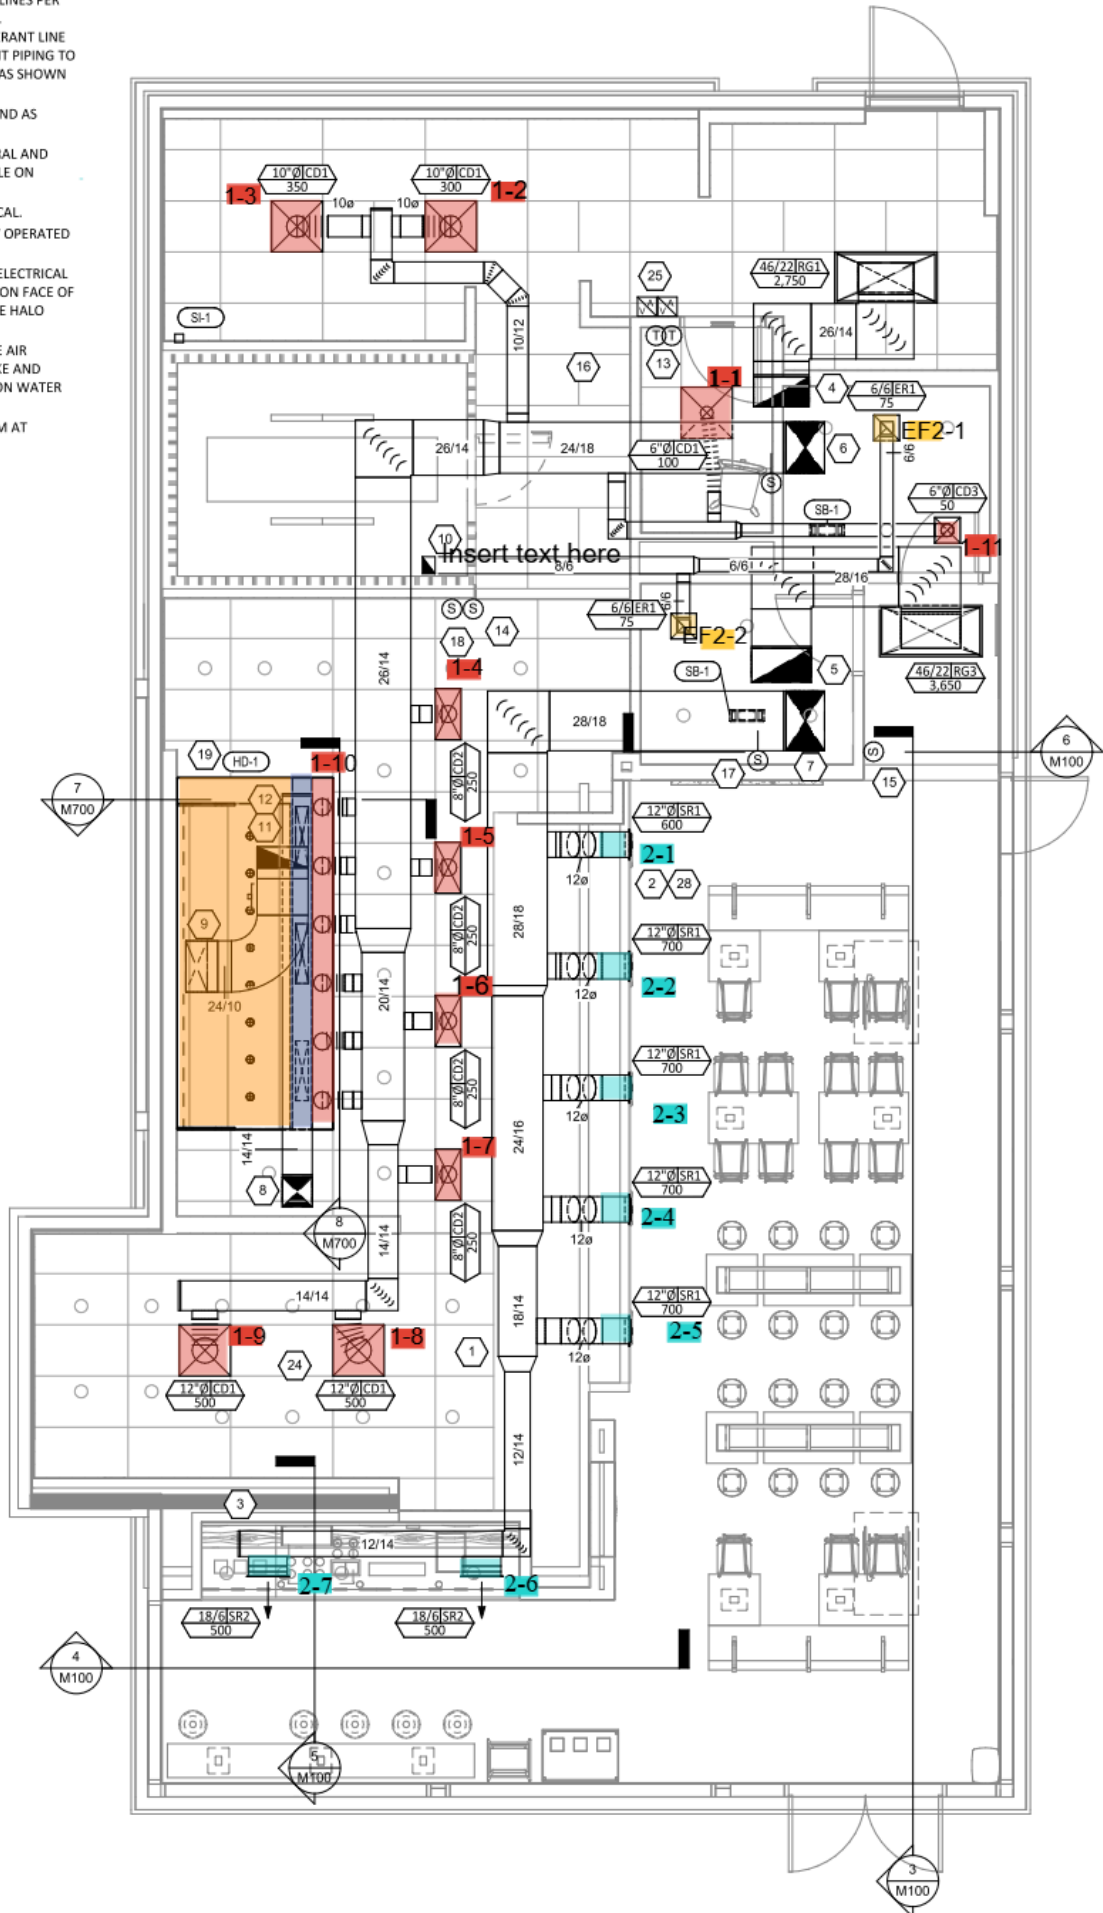 LINES PER
RANT LINE
T PIPING TO
AS SHOWN
ND AS
RAL AND
LE ON
CAL.
OPERATED
ELECTRICAL
ON FACE OF
E HALO
E AIR
KE AND
ON WATER
M AT
10"Ø CD1
350
10"Ø CD1
300
1-3
1-2
10ø
10ø
SI-1
10/12
25
46/22 RG1
2,750
26/14
T T
13
16
1-1
4
6/6 ER1
75
EF2-1
6/6
26/14
24/18
6"Ø CD1
100
6
S
6"Ø CD3
50
SB-1
1-11
10
Insert text here
8/6
6/6
28/16
6/6
S S
6/6 ER1
75
EF2-2
14
18
1-4
26/14
SB-1
5
46/22 RG3
3,650
28/18
6
M100
19
HD-1
1-10
8"Ø CD2
250
17
S
7
S
15
7
M700
12
11
12"Ø SR1
600
1-5
2-1
12ø
2
28
9
8"Ø CD2
250
28/18
12"Ø SR1
700
1-6
2-2
12ø
24/10
20/14
12"Ø SR1
700
8"Ø CD2
250
2-3
12ø
24/16
14/14
1-7
12"Ø SR1
700
8
2-4
8
M700
12ø
14/14
8"Ø CD2
250
14/14
18/14
12"Ø SR1
700
1-9
1-8
2-5
1
12ø
24
12"Ø CD1
500
12"Ø CD1
500
12/14
3
12/14
2-7
2-6
18/6 SR2
500
18/6 SR2
500
4
M100
5
M100
3
M100